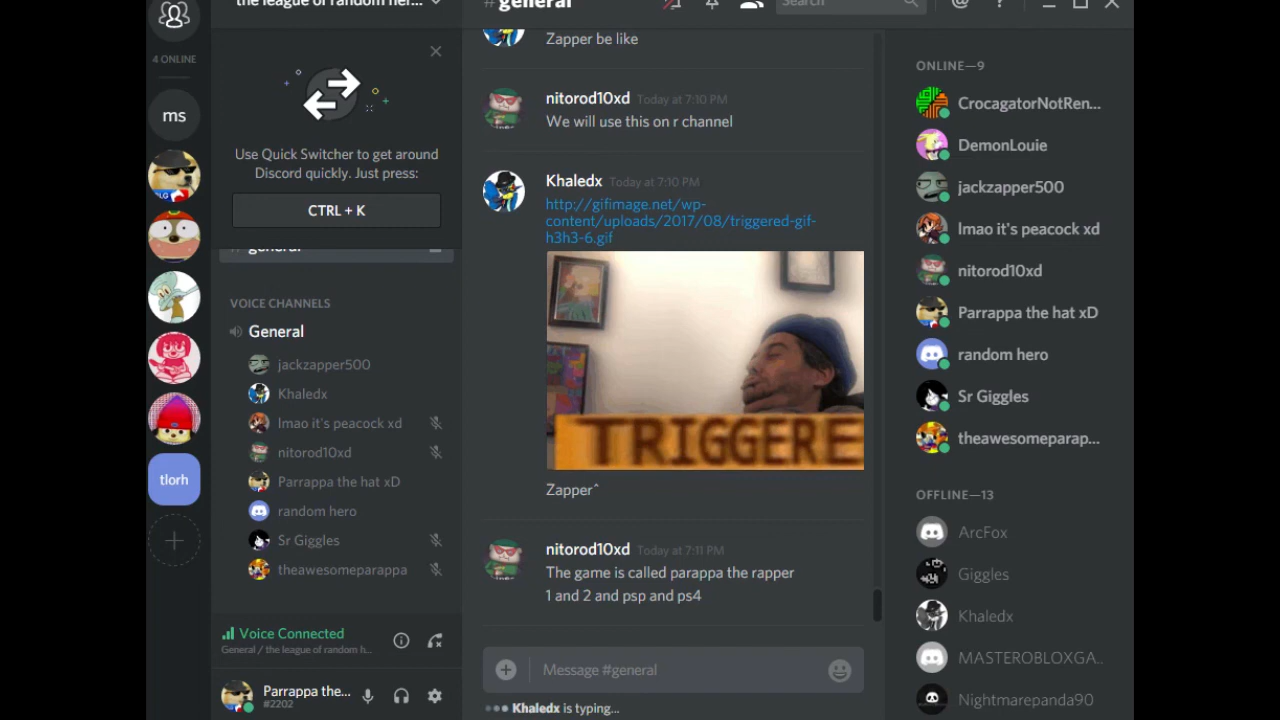 the league of random her...
#general
Search
4 ONLINE
ms
tlorh
Use Quick Switcher to get around
Discord quickly. Just press:
CTRL + K
general
VOICE CHANNELS
General
jackzapper500
Khaledx
lmao it's peacock xd
nitorod10xd
Parrappa the hat xD
random hero
Sr Giggles
theawesomeparappa
Voice Connected
General / the league of random h...
Parrappa the...
#2202
Zapper be like
nitorod10xd Today at 7:10 PM
We will use this on r channel
Khaledx Today at 7:10 PM
http://gifimage.net/wp-
content/uploads/2017/08/triggered-gif-
h3h3-6.gif
TRIGGERE
Zapper^
nitorod10xd Today at 7:11 PM
The game is called parappa the rapper
1 and 2 and psp and ps4
Message #general
Khaledx is typing...
ONLINE—9
CrocagatorNotRen...
DemonLouie
jackzapper500
lmao it's peacock xd
nitorod10xd
Parrappa the hat xD
random hero
Sr Giggles
theawesomeparap...
OFFLINE—13
ArcFox
Giggles
Khaledx
MASTEROBLOXGA..
Nightmarepanda90